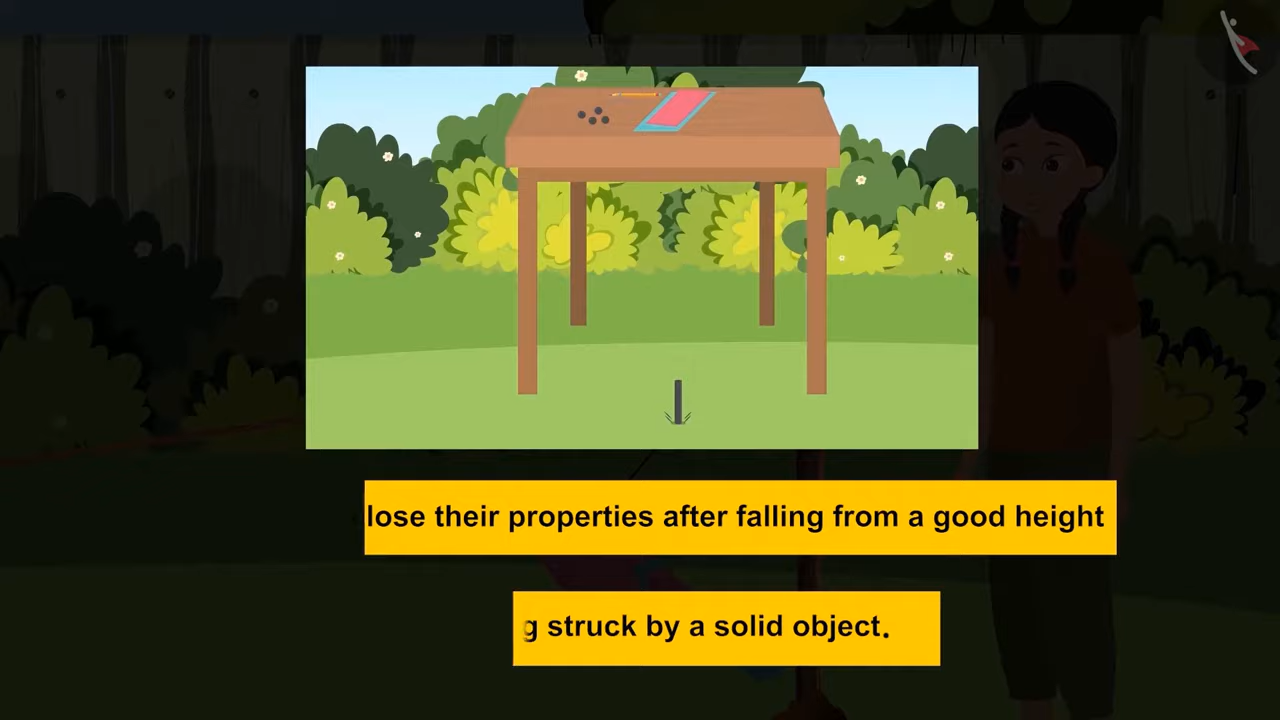 lose their properties after falling from a good height
struck by a solid object.